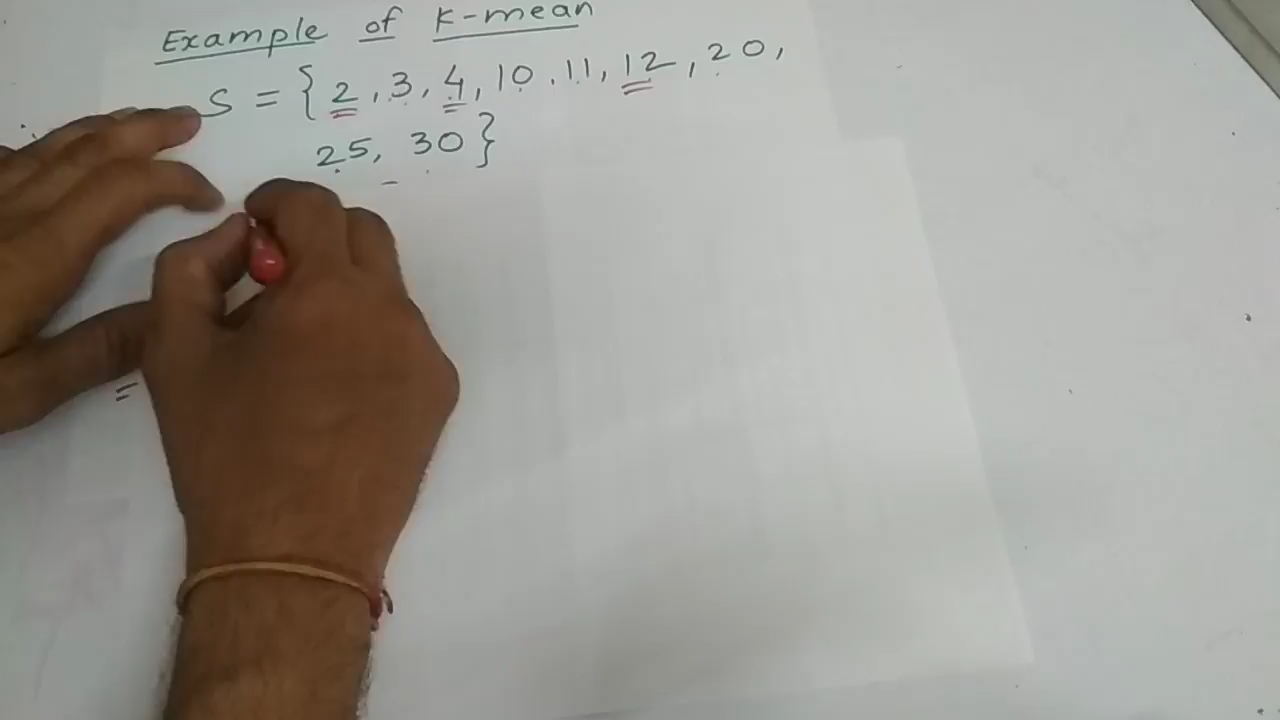 Example of K-mean
S = {2, 3, 4, 10, 11, 12, 20,
25, 30}
=